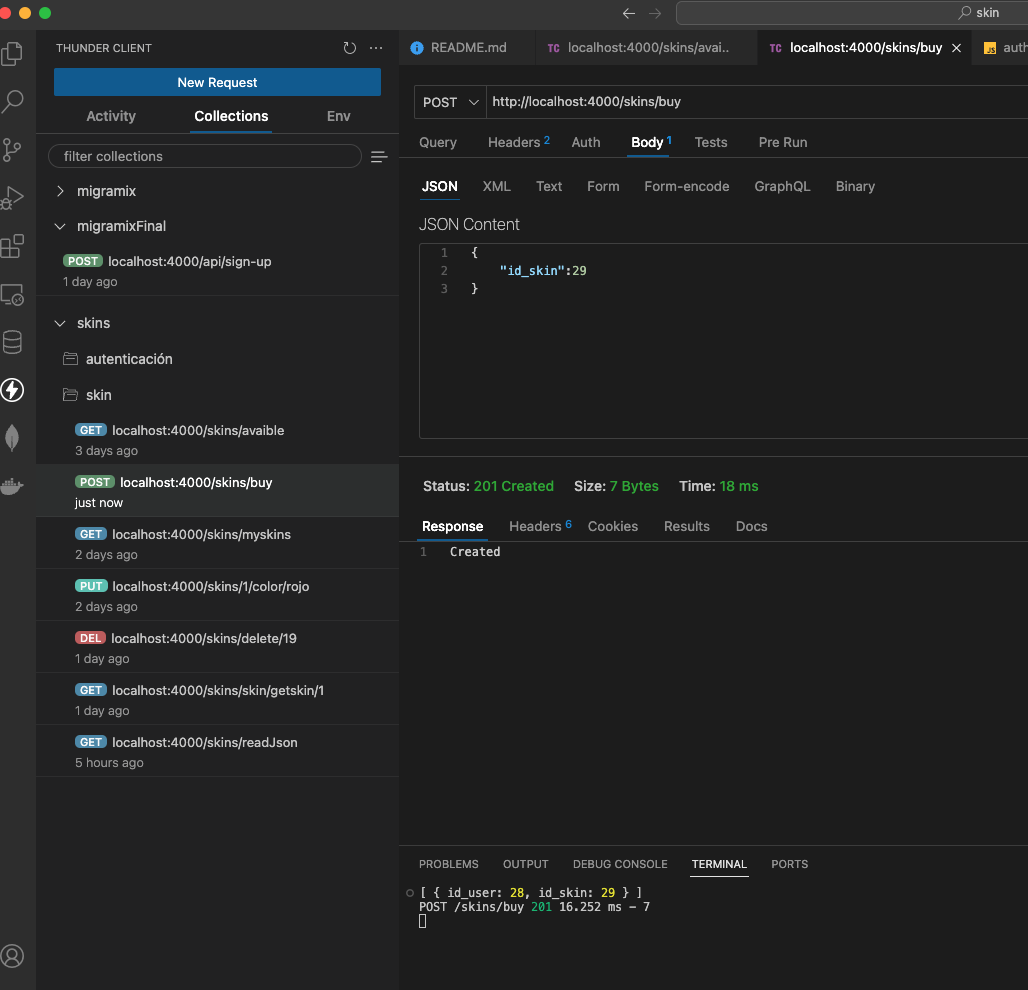 skin
THUNDER CLIENT
New Request
Activity Collections Env
filter collections
migramix
migramixFinal
POST localhost:4000/api/sign-up
1 day ago
skins
autenticación
skin
GET localhost:4000/skins/avaible
3 days ago
POST localhost:4000/skins/buy
just now
GET localhost:4000/skins/myskins
2 days ago
PUT localhost:4000/skins/1/color/rojo
2 days ago
DEL localhost:4000/skins/delete/19
1 day ago
GET localhost:4000/skins/skin/getskin/1
1 day ago
GET localhost:4000/skins/readJson
5 hours ago
README.md TC localhost:4000/skins/avai.. TC localhost:4000/skins/buy JS auth
POST http://localhost:4000/skins/buy
Query Headers 2 Auth Body 1 Tests Pre Run
JSON XML Text Form Form-encode GraphQL Binary
JSON Content
1 {
2 "id_skin":29
3 }
Status: 201 Created Size: 7 Bytes Time: 18 ms
Response Headers 6 Cookies Results Docs
1 Created
PROBLEMS OUTPUT DEBUG CONSOLE TERMINAL PORTS
[ { id_user: 28, id_skin: 29 } ]
POST /skins/buy 201 16.252 ms - 7